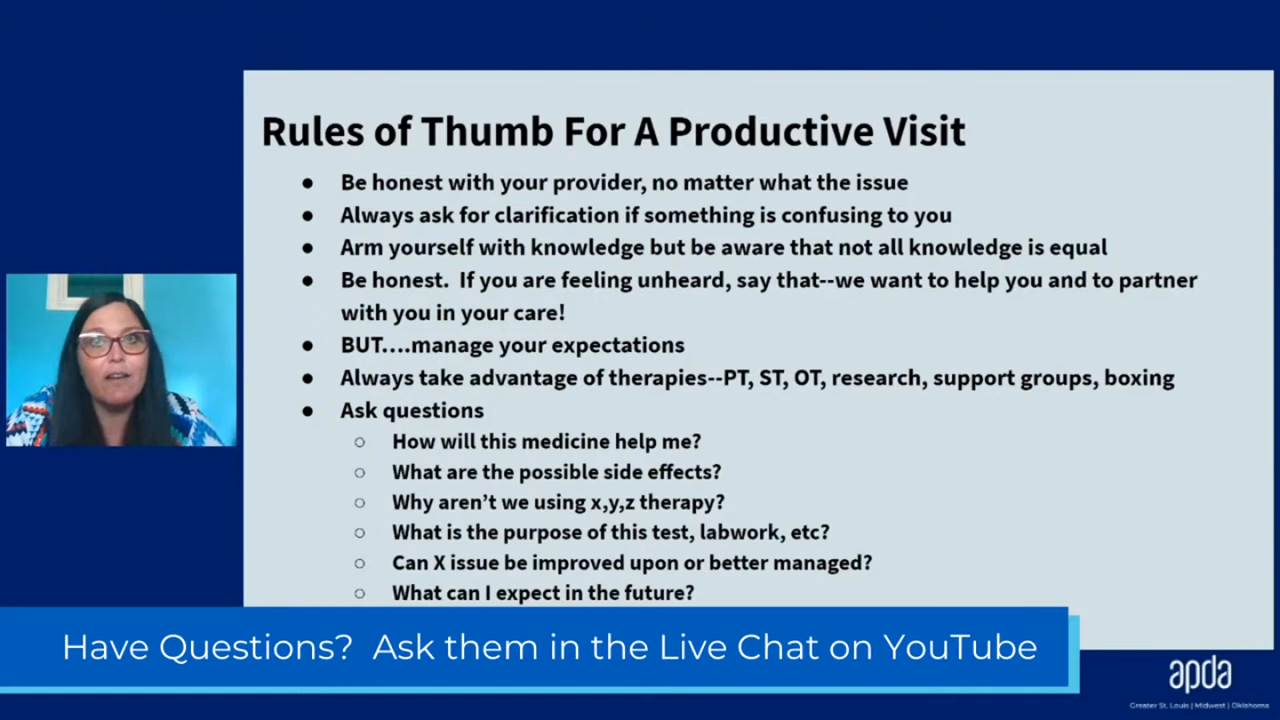 Rules of Thumb For A Productive Visit
● Be honest with your provider, no matter what the issue
● Always ask for clarification if something is confusing to you
● Arm yourself with knowledge but be aware that not all knowledge is equal
● Be honest.  If you are feeling unheard, say that--we want to help you and to partner
with you in your care!
● BUT....manage your expectations
● Always take advantage of therapies--PT, ST, OT, research, support groups, boxing
● Ask questions
○ How will this medicine help me?
○ What are the possible side effects?
○ Why aren’t we using x,y,z therapy?
○ What is the purpose of this test, labwork, etc?
○ Can X issue be improved upon or better managed?
○ What can I expect in the future?
Have Questions?  Ask them in the Live Chat on YouTube
apda
Greater St. Louis | Midwest | Oklahoma